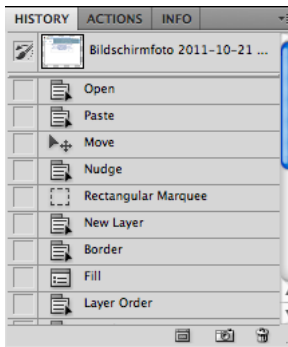 HISTORY ACTIONS INFO
Bildschirmfoto 2011-10-21 ...
Open
Paste
Move
Nudge
Rectangular Marquee
New Layer
Border
Fill
Layer Order